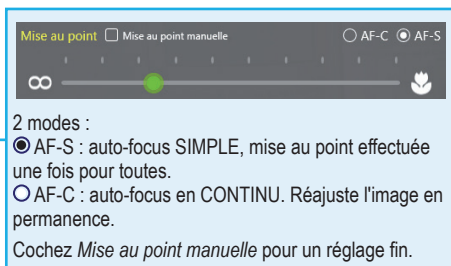 Mise au point Mise au point manuelle AF-C AF-S
∞
2 modes :
AF-S : auto-focus SIMPLE, mise au point effectuée
une fois pour toutes.
AF-C : auto-focus en CONTINU. Réajuste l'image en
permanence.
Cochez Mise au point manuelle pour un réglage fin.